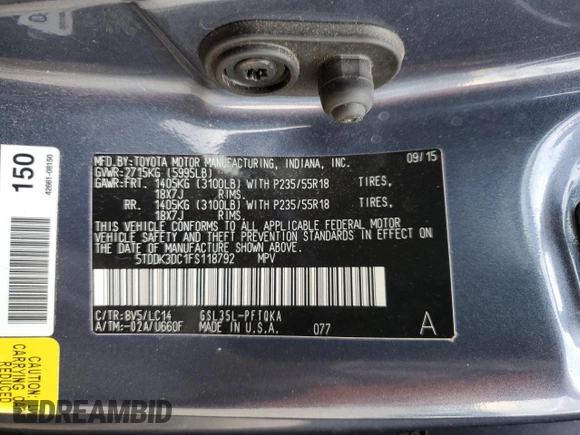 MFD.BY: TOYOTA MOTOR MANUFACTURING, INDIANA, INC. 09/15
GVWR: 2715KG (5995LB)
GAWR: FRT. 1405KG (3100LB) WITH P235/55R18 TIRES,
18X7J RIMS,
RR. 1405KG (3100LB) WITH P235/55R18 TIRES,
18X7J RIMS,
THIS VEHICLE CONFORMS TO ALL APPLICABLE FEDERAL MOTOR
VEHICLE SAFETY AND THEFT PREVENTION STANDARDS IN EFFECT ON
THE DATE OF MANUFACTURE SHOWN ABOVE.
5TDDK3DC1FS118792 MPV
C/TR: 8V5/LC14 GSL35L-PFTQKA
A/TM:-02A/U660F MADE IN U.S.A. 077 A
150
42661-08150
CAUTION:
CARRYING
REDUCED
DREAMBID